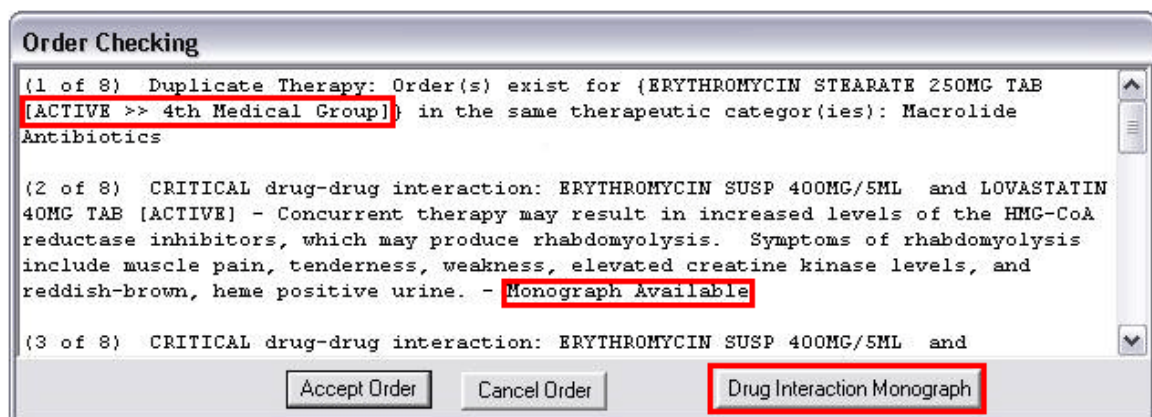 Order Checking
(1 of 8) Duplicate Therapy: Order(s) exist for {ERYTHROMYCIN STEARATE 250MG TAB
[ACTIVE >> 4th Medical Group]} in the same therapeutic categor(ies): Macrolide
Antibiotics
(2 of 8) CRITICAL drug-drug interaction: ERYTHROMYCIN SUSP 400MG/5ML and LOVASTATIN
40MG TAB [ACTIVE] - Concurrent therapy may result in increased levels of the HMG-CoA
reductase inhibitors, which may produce rhabdomyolysis. Symptoms of rhabdomyolysis
include muscle pain, tenderness, weakness, elevated creatine kinase levels, and
reddish-brown, heme positive urine. - Monograph Available
(3 of 8) CRITICAL drug-drug interaction: ERYTHROMYCIN SUSP 400MG/5ML and
Accept Order Cancel Order Drug Interaction Monograph